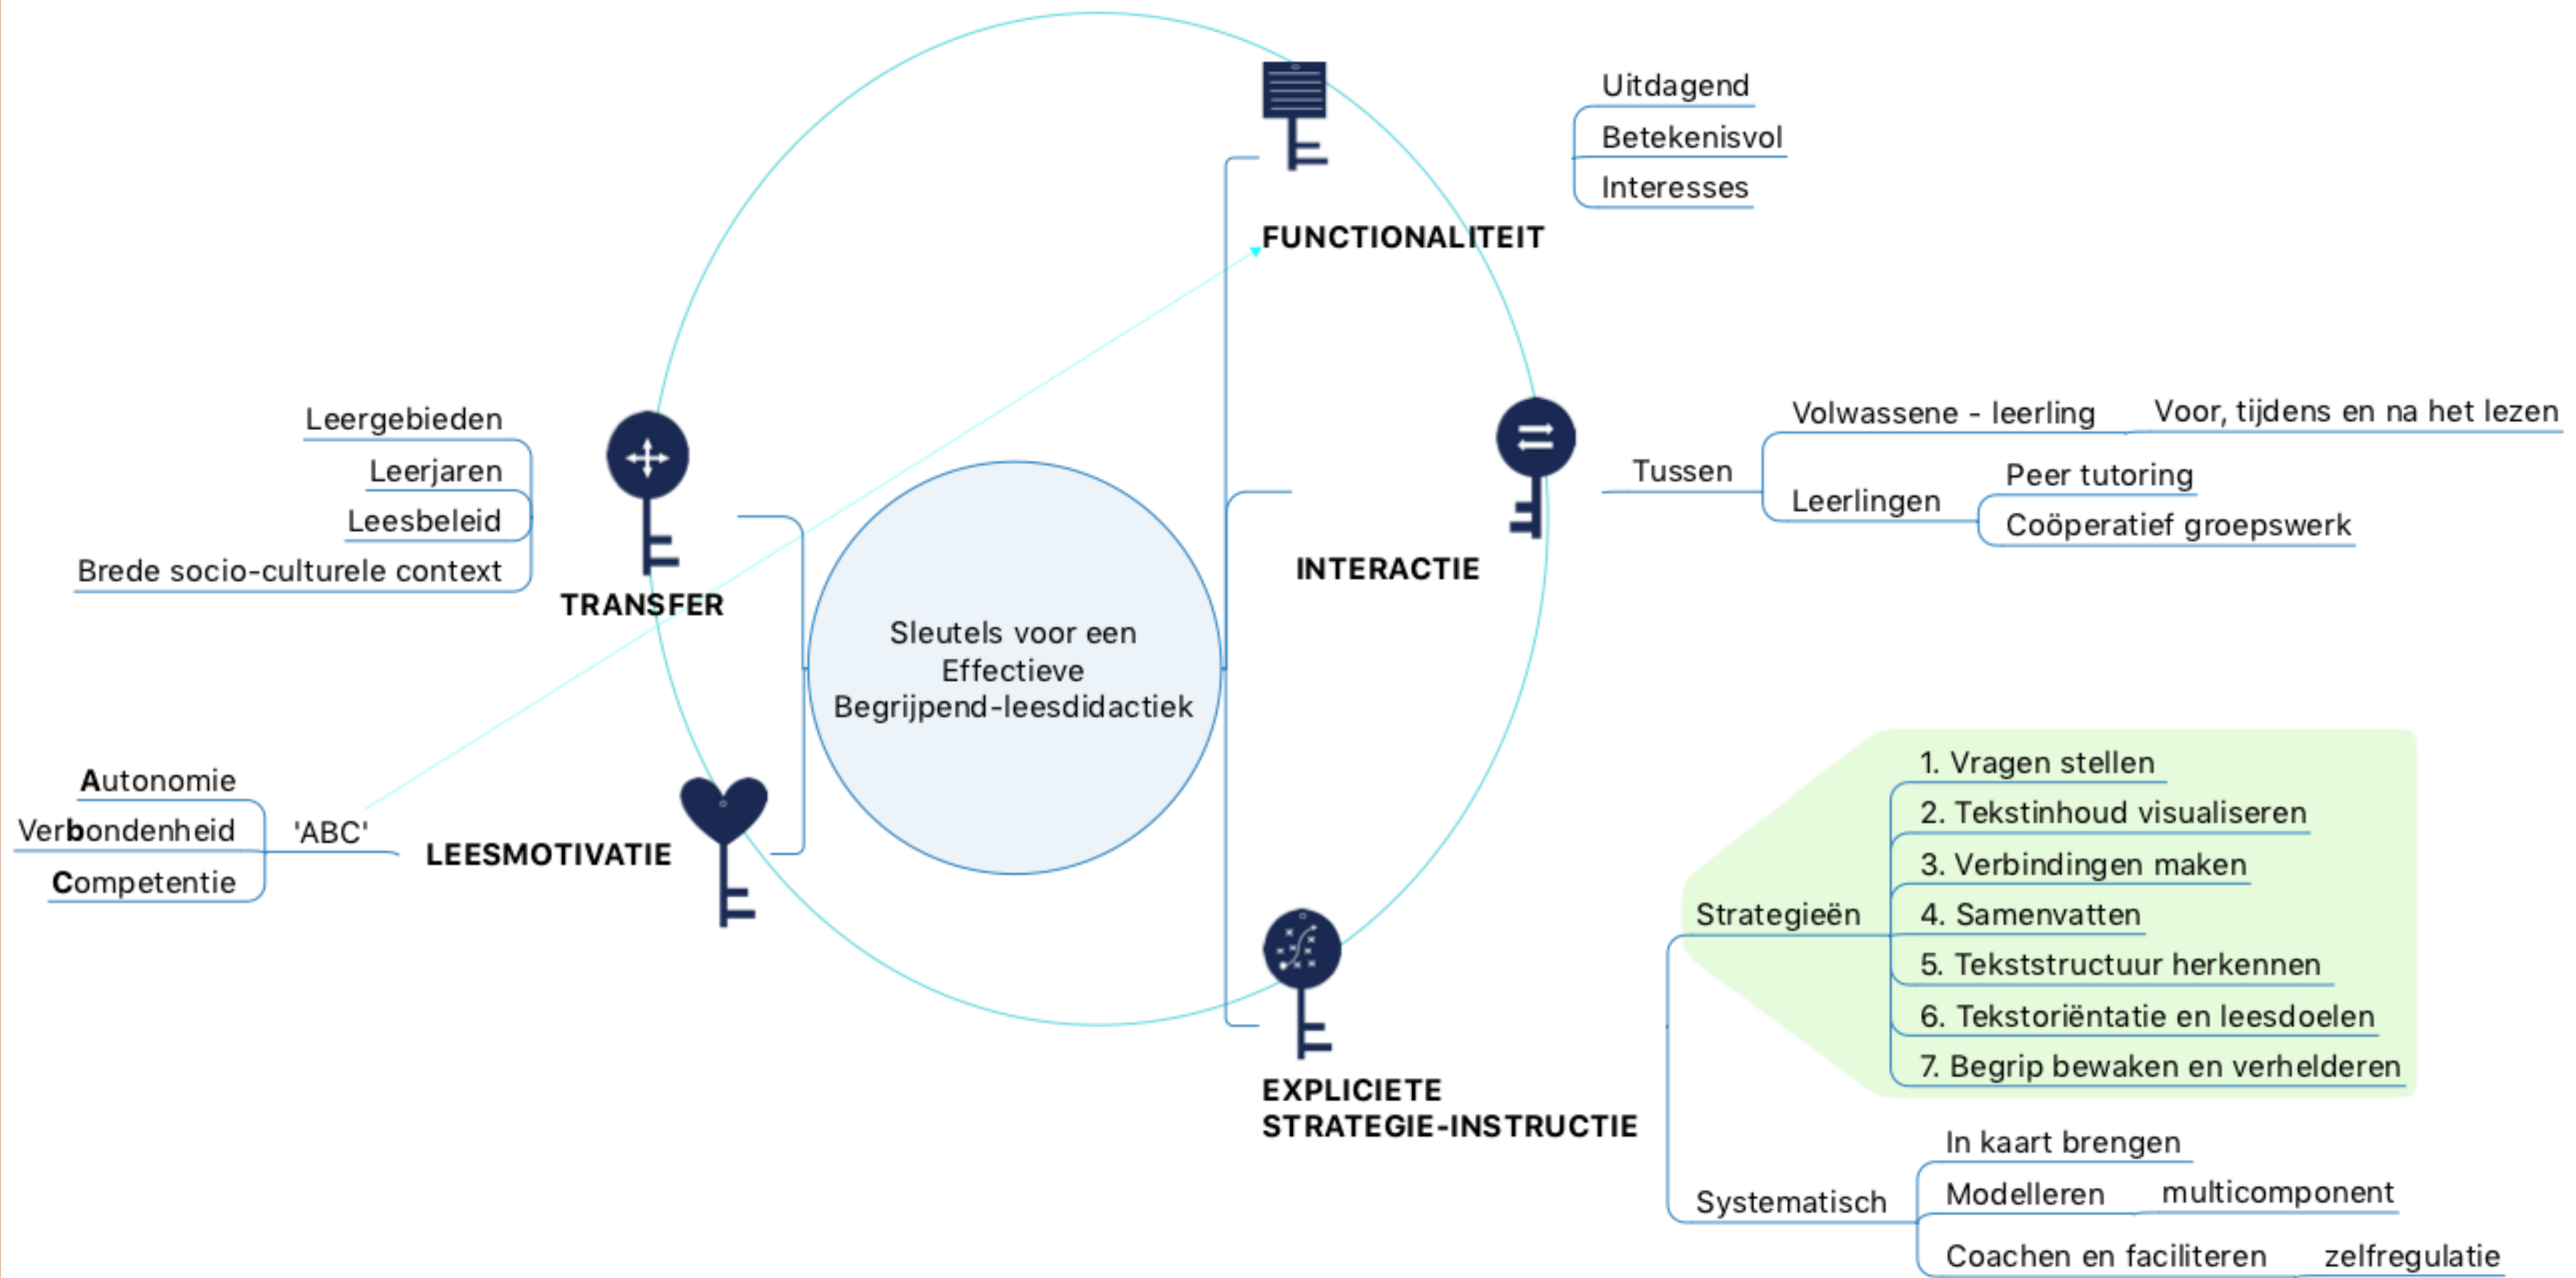 Uitdagend
Betekenisvol
Interesses
FUNCTIONALITEIT
Volwassene - leerling
Voor, tijdens en na het lezen
Tussen
Leerlingen
Peer tutoring
Coöperatief groepswerk
INTERACTIE
Leergebieden
Leerjaren
Leesbeleid
Brede socio-culturele context
TRANSFER
Sleutels voor een
Effectieve
Begrijpend-leesdidactiek
Autonomie
Verbondenheid
Competentie
'ABC'
LEESMOTIVATIE
EXPLICIETE
STRATEGIE-INSTRUCTIE
Strategieën
1. Vragen stellen
2. Tekstinhoud visualiseren
3. Verbindingen maken
4. Samenvatten
5. Tekststructuur herkennen
6. Tekstoriëntatie en leesdoelen
7. Begrip bewaken en verhelderen
Systematisch
In kaart brengen
Modelleren
multicomponent
Coachen en faciliteren
zelfregulatie